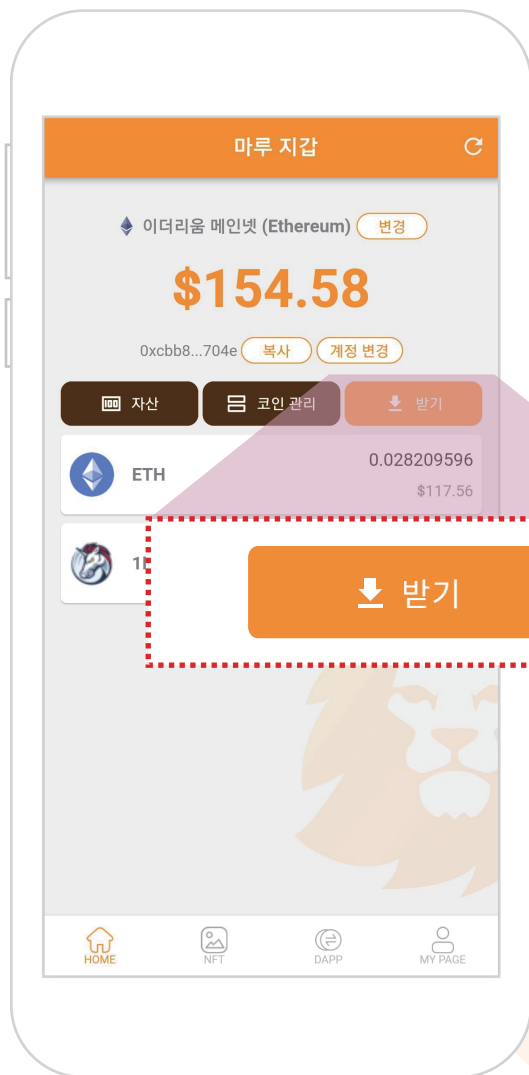 마루 지갑
이더리움 메인넷 (Ethereum) 변경
$154.58
0xcbb8...704e 복사 계정 변경
자산 코인 관리 받기
ETH 0.028209596
$117.56
받기
HOME NFT DAPP MY PAGE